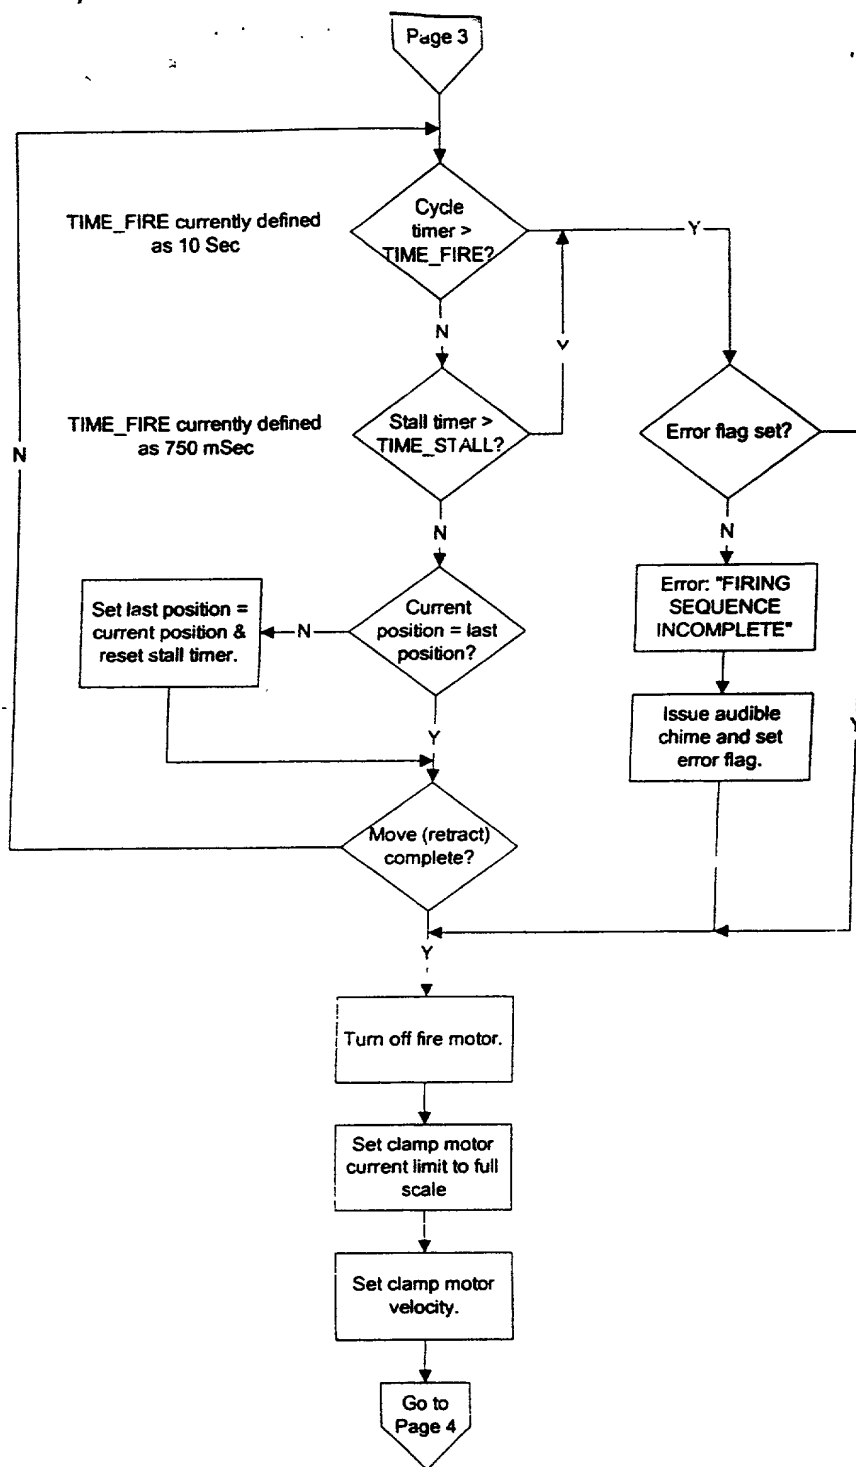 Page 3
Cycle
timer >
TIME_FIRE?
TIME_FIRE currently defined
as 10 Sec
Y
N
Y
Stall timer >
TIME_STALL?
TIME_FIRE currently defined
as 750 mSec
Error flag set?
N
N
N
Current
position = last
position?
N
Set last position =
current position &
reset stall timer.
Error: "FIRING
SEQUENCE
INCOMPLETE"
Issue audible
chime and set
error flag.
Y
Y
Move (retract)
complete?
Y
Turn off fire motor.
Set clamp motor
current limit to full
scale
Set clamp motor
velocity.
Go to
Page 4